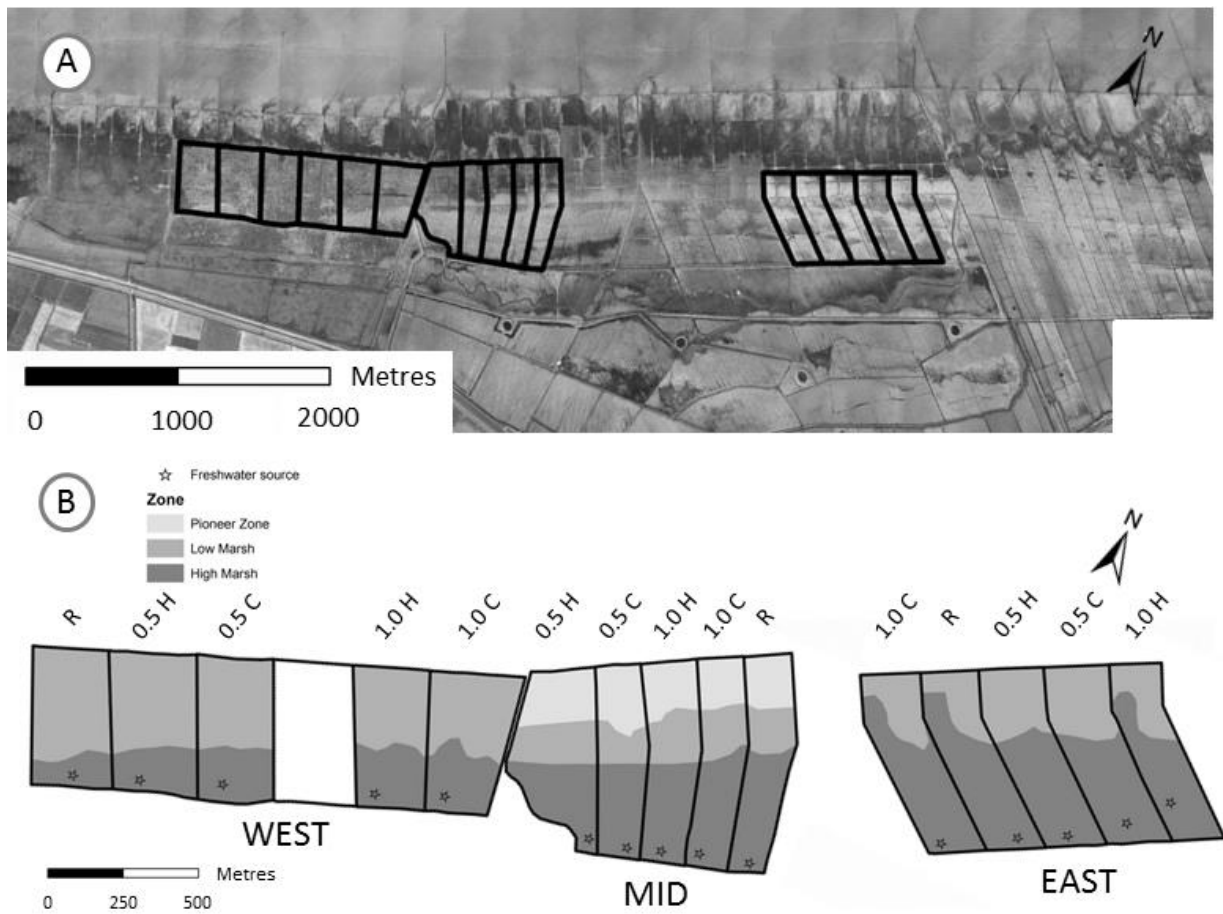 A
N
Metres
0 1000 2000
B
Freshwater source
Zone
Pioneer Zone
Low Marsh
High Marsh
N
R 0.5 H 0.5 C 1.0 H 1.0 C 0.5 H 0.5 C 1.0 H 1.0 C R 1.0 C R 0.5 H 0.5 C 1.0 H
WEST
MID
EAST
Metres
0 250 500